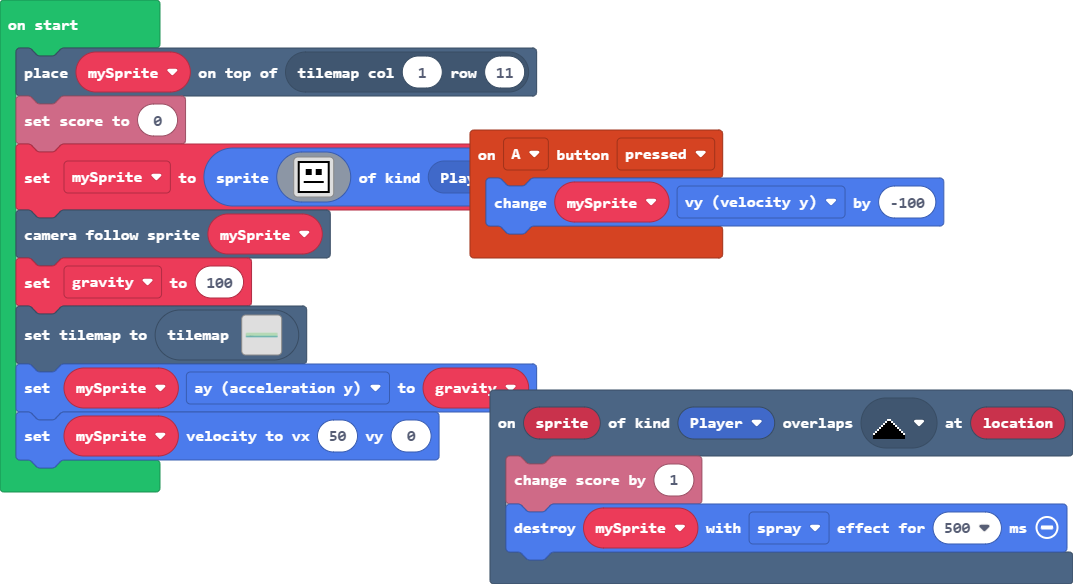 on start
place mySprite on top of tilemap col 1 row 11
set score to 0
set mySprite to sprite of kind Play
on A button pressed
change mySprite vy (velocity y) by -100
camera follow sprite mySprite
set gravity to 100
set tilemap to tilemap
set mySprite ay (acceleration y) to gravity
set mySprite velocity to vx 50 vy 0
on sprite of kind Player overlaps at location
change score by 1
destroy mySprite with spray effect for 500 ms